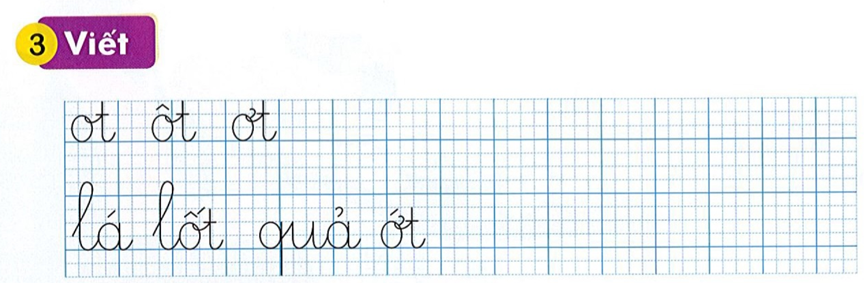 3 Viết
ot ôt ơt
lá lốt quả ớt